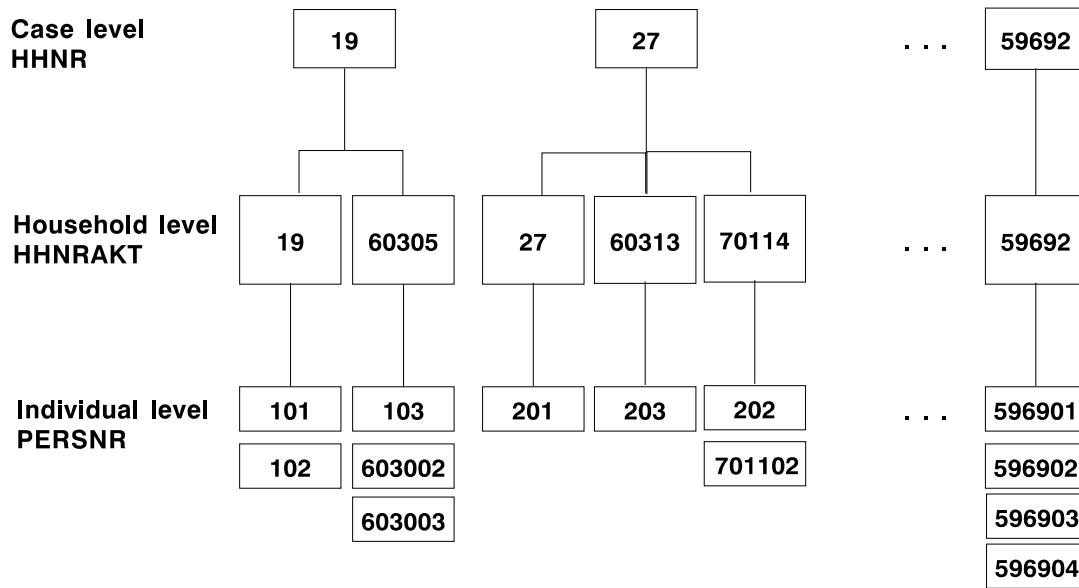 Case level
HHNR
19 27 . . . 59692
Household level
HHNRAKT
19 60305 27 60313 70114 . . . 59692
Individual level
PERSNR
101 103 201 203 202 . . . 596901
102 603002 701102 596902
603003 596903
596904